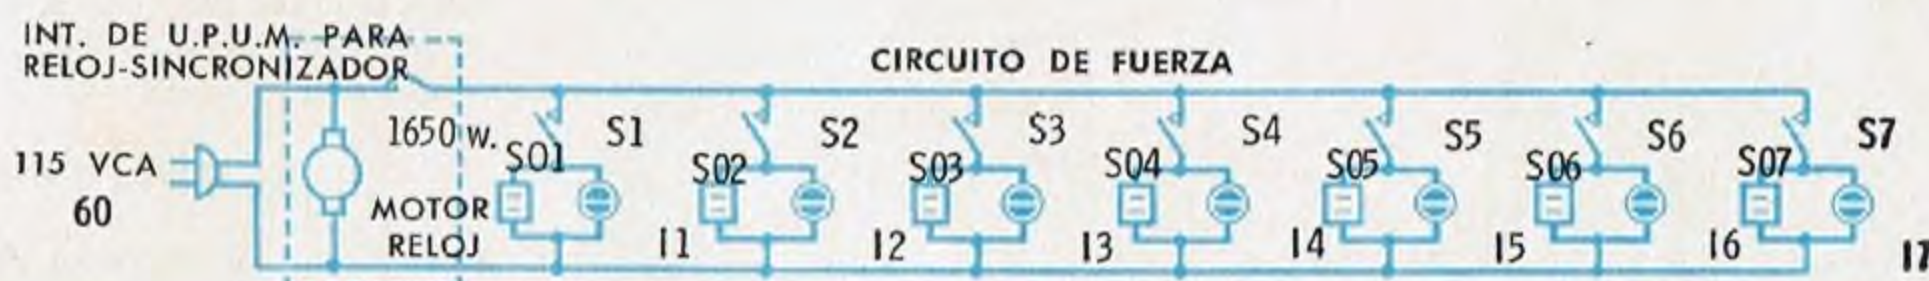 INT. DE U.P.U.M. PARA
RELOJ-SINCRONIZADOR
CIRCUITO DE FUERZA
115 VCA
60
1650 w.
MOTOR
RELOJ
S01
S1
I1
S02
S2
I2
S03
S3
I3
S04
S4
I4
S05
S5
I5
S06
S6
I6
S07
S7
I7